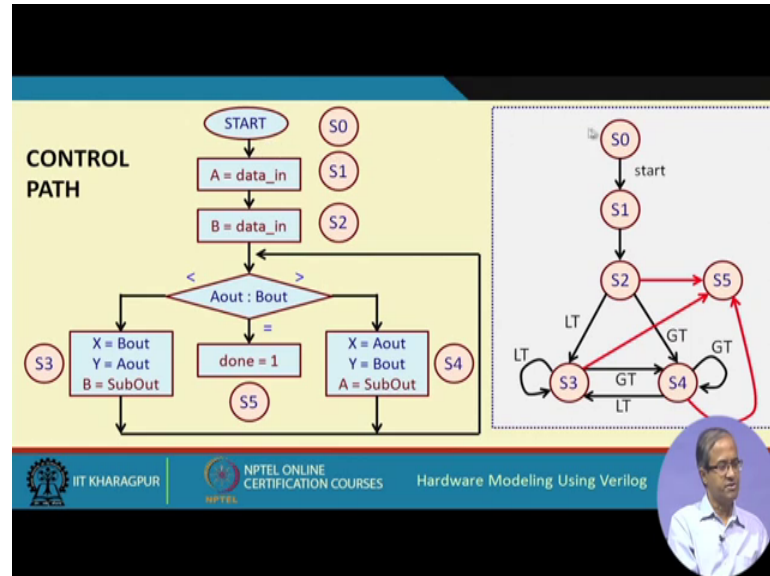 CONTROL
PATH
START
S0
A = data_in
S1
B = data_in
S2
<
>
Aout : Bout
=
S3
X = Bout
Y = Aout
B = SubOut
done = 1
S5
X = Aout
Y = Bout
A = SubOut
S4
S0
start
S1
S2
S5
LT
GT
LT
S3
GT
S4
GT
LT
IIT KHARAGPUR
NPTEL
NPTEL ONLINE
CERTIFICATION COURSES
Hardware Modeling Using Verilog